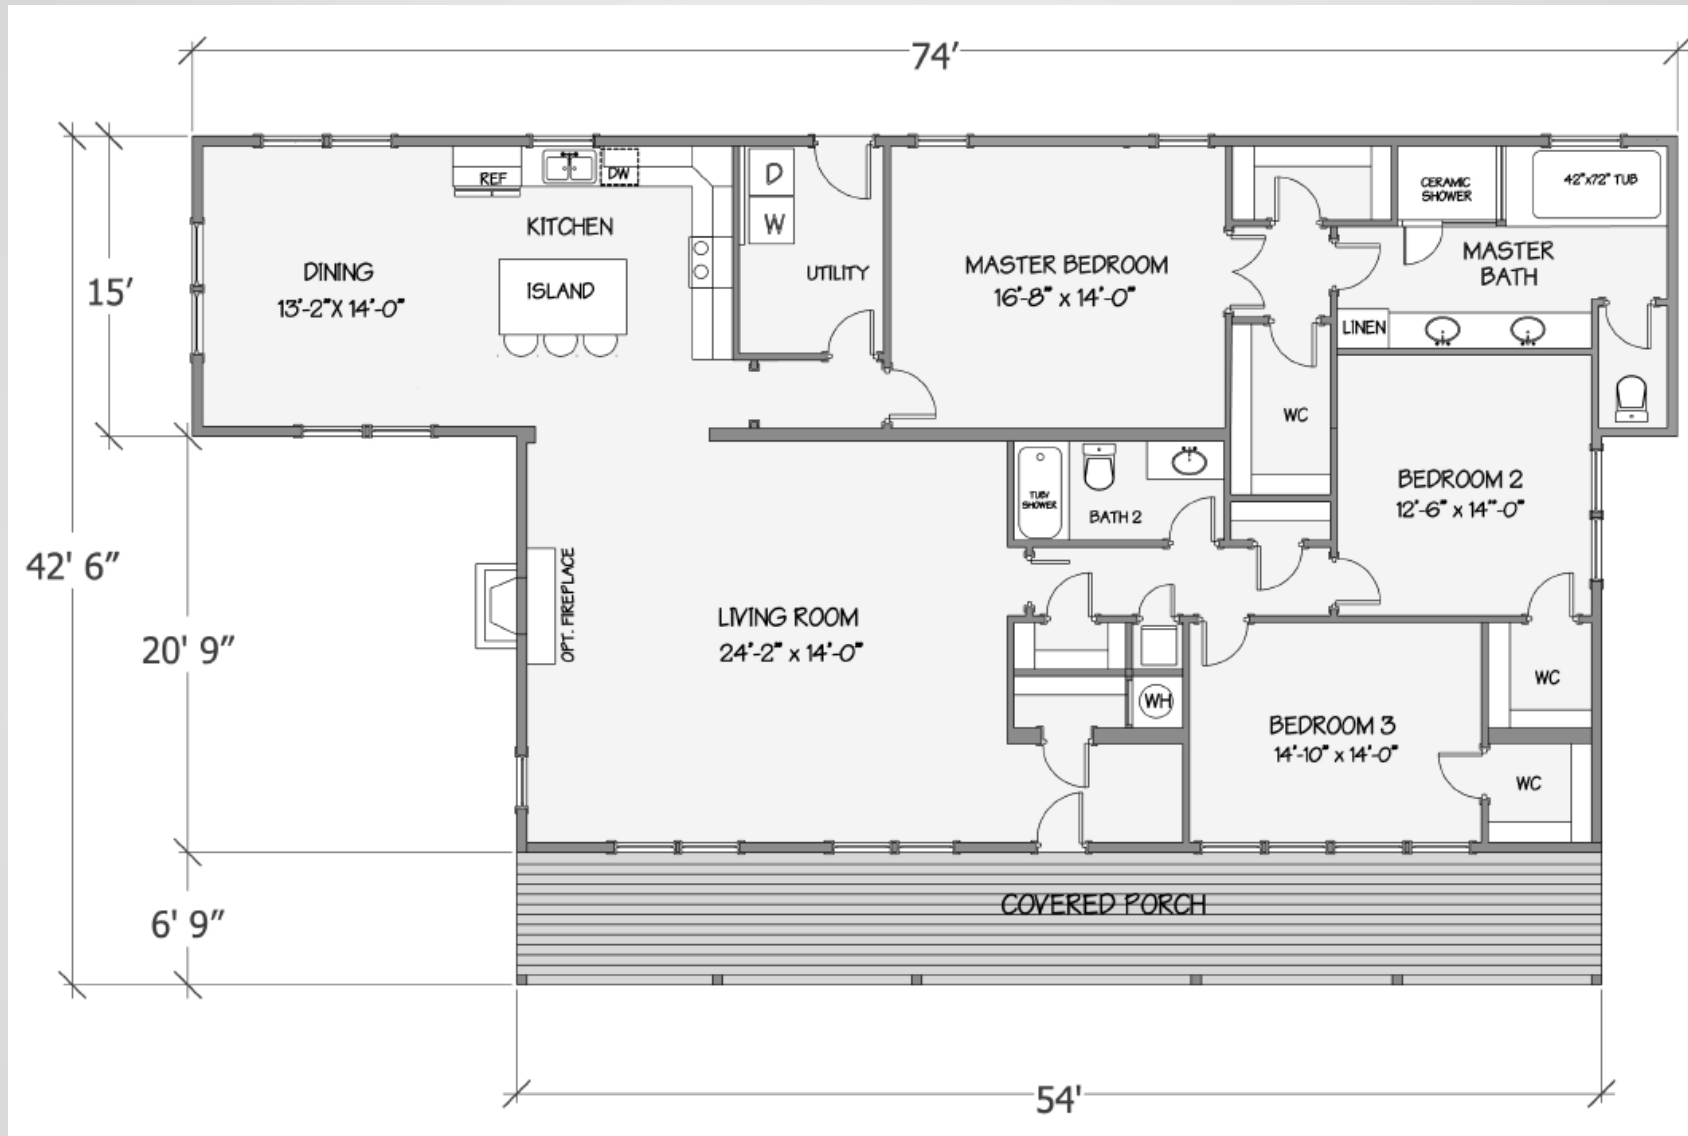 74'
REF
DW
D
W
KITCHEN
DINING
13'-2"X 14'-0"
ISLAND
UTILITY
MASTER BEDROOM
16'-8" x 14'-0"
CERAMIC
SHOWER
42"x72" TUB
MASTER
BATH
LINEN
WC
15'
42' 6"
20' 9"
6' 9"
TUB/
SHOWER
BATH 2
BEDROOM 2
12'-6" x 14"-0"
OPT. FIREPLACE
LIVING ROOM
24'-2" x 14'-0"
WH
BEDROOM 3
14'-10" x 14'-0"
WC
WC
COVERED PORCH
54'